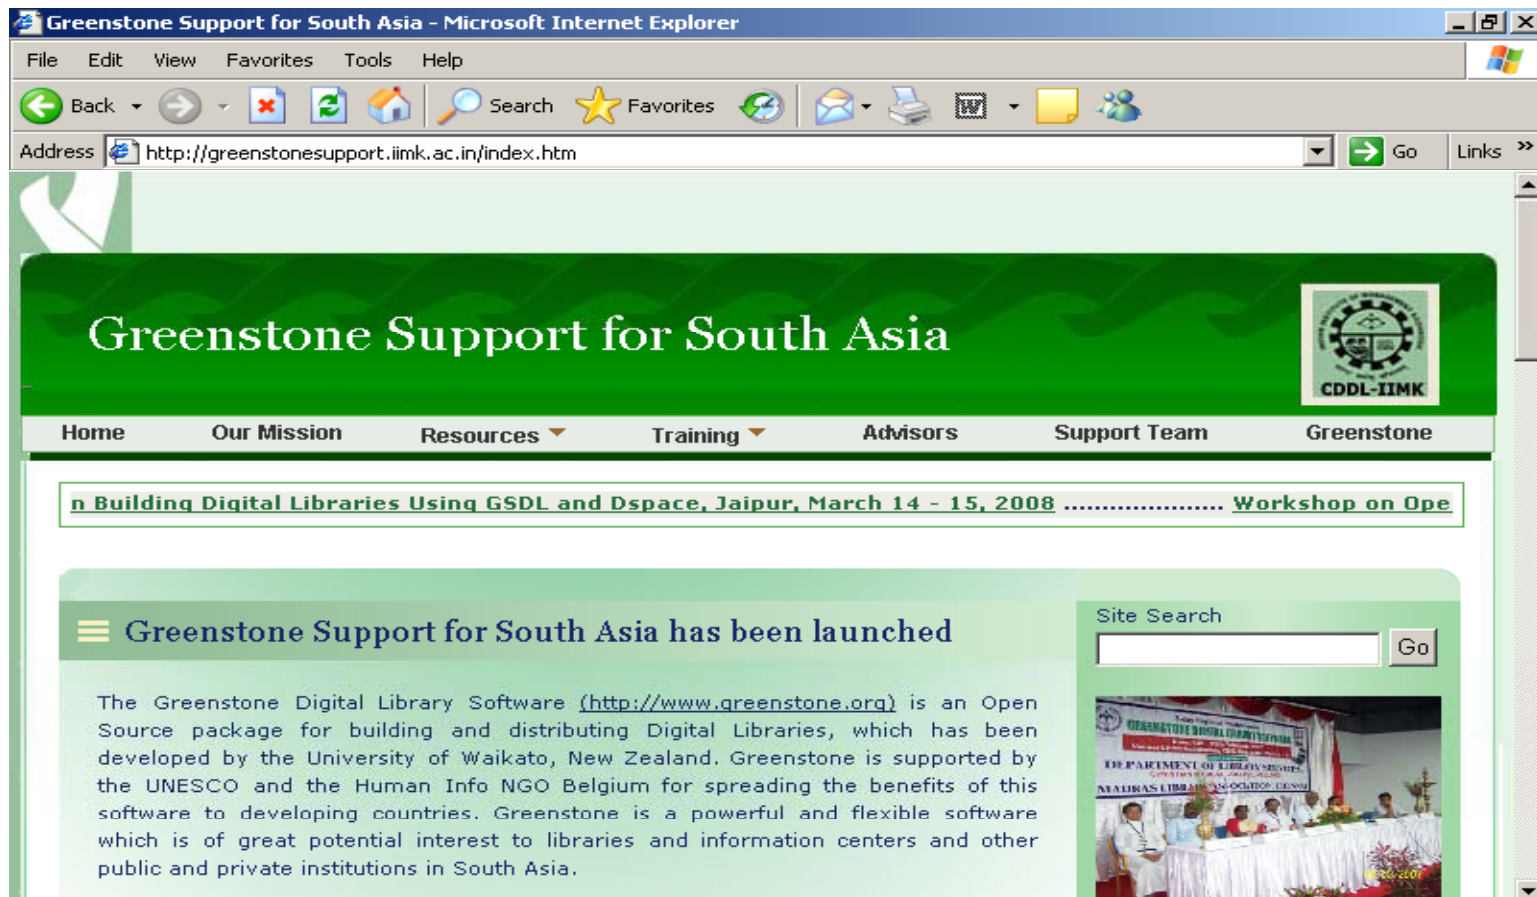 Greenstone Support for South Asia - Microsoft Internet Explorer
File Edit View Favorites Tools Help
Back Search Favorites
Address http://greenstonesupport.iimk.ac.in/index.htm Go Links »
Greenstone Support for South Asia
CDDL-IIMK
Home Our Mission Resources Training Advisors Support Team Greenstone
n Building Digital Libraries Using GSDL and Dspace, Jaipur, March 14 - 15, 2008 ..................... Workshop on Ope
Greenstone Support for South Asia has been launched
Site Search
Go
The Greenstone Digital Library Software (http://www.greenstone.org) is an Open
Source package for building and distributing Digital Libraries, which has been
developed by the University of Waikato, New Zealand. Greenstone is supported by
the UNESCO and the Human Info NGO Belgium for spreading the benefits of this
software to developing countries. Greenstone is a powerful and flexible software
which is of great potential interest to libraries and information centers and other
public and private institutions in South Asia.
DEPARTMENT OF LIBRARY
MADRAS LIBRARY ASSOCIATION